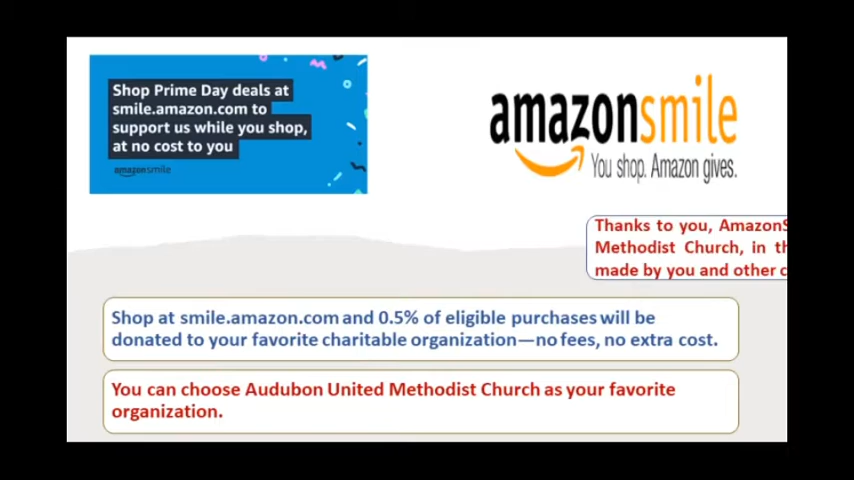 Shop Prime Day deals at
smile.amazon.com to
support us while you shop,
at no cost to you
amazonsmile
amazonsmile
You shop. Amazon gives.
Thanks to you, Amazon
Methodist Church, in
made by you and other
Shop at smile.amazon.com and 0.5% of eligible purchases will be
donated to your favorite charitable organization—no fees, no extra cost.
You can choose Audubon United Methodist Church as your favorite
organization.